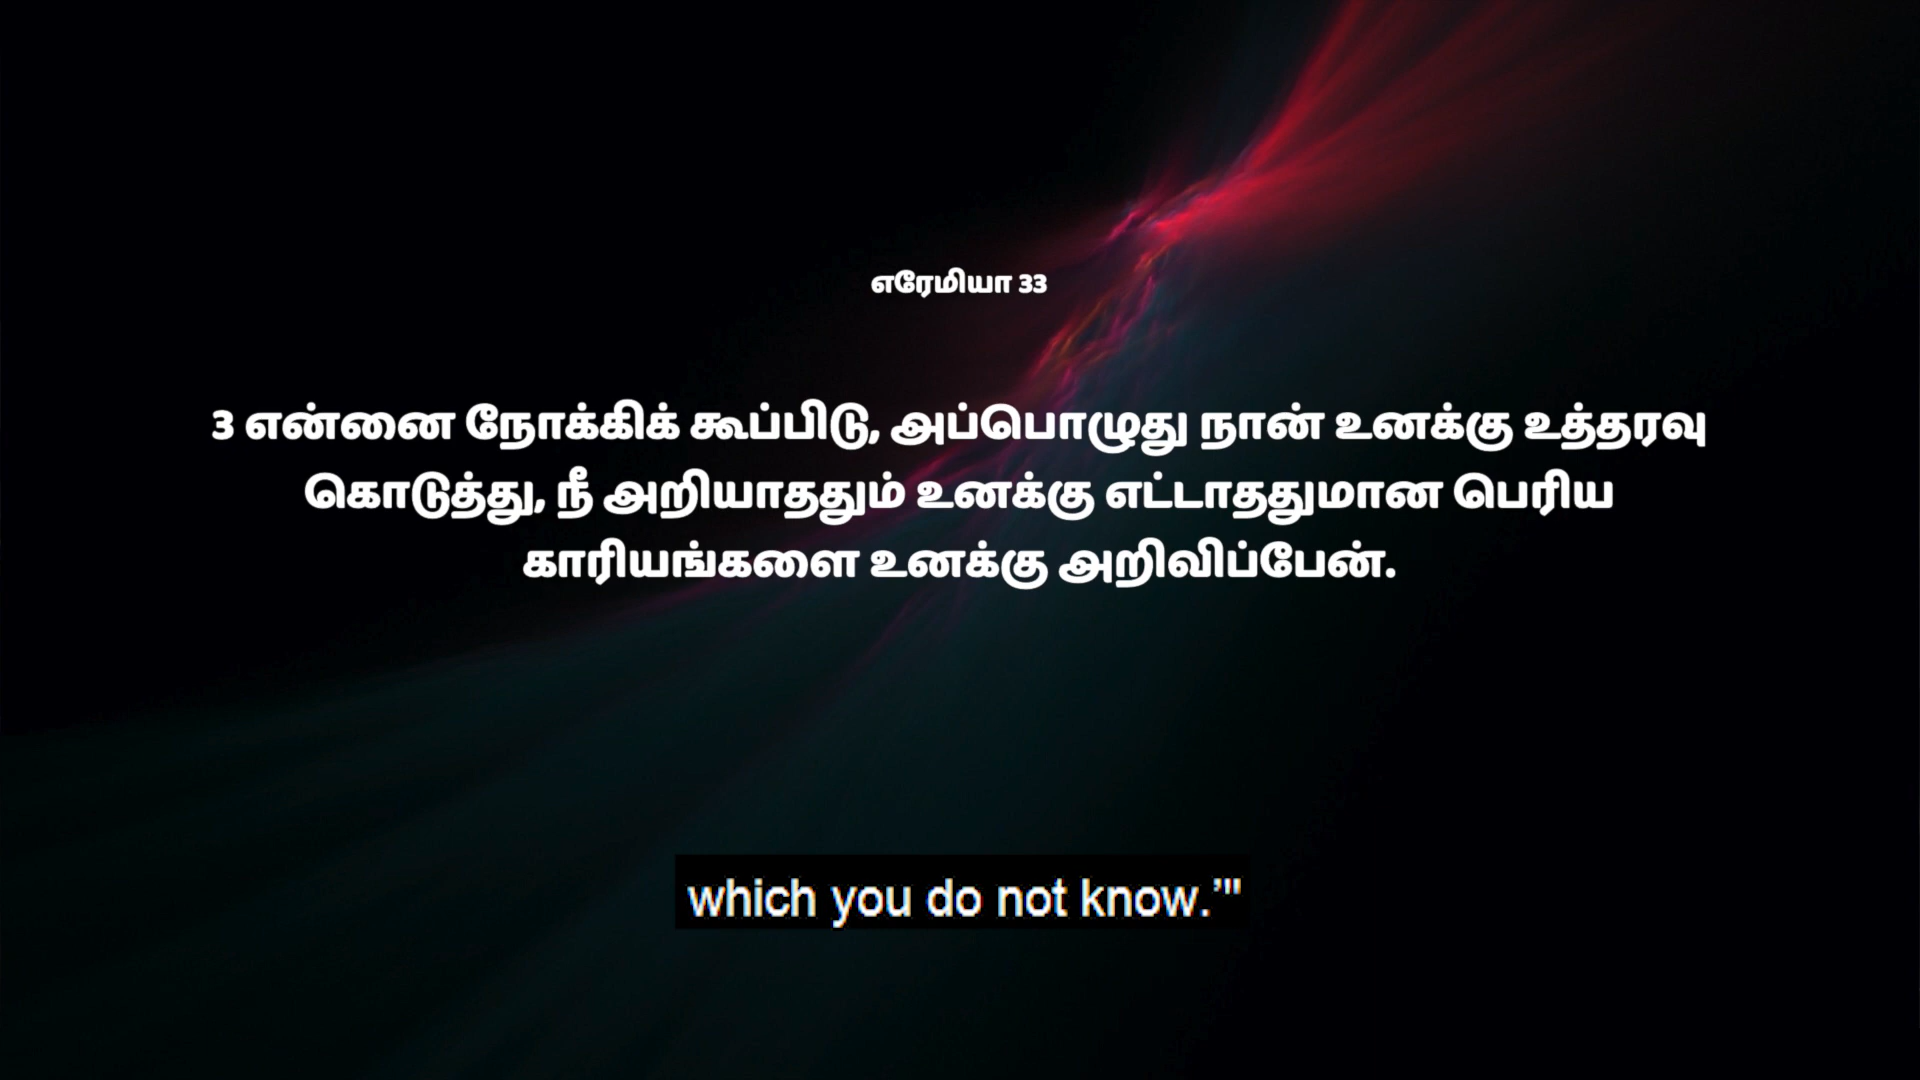 எரேமியா 33
3 என்னை நோக்கிக் கூப்பிடு, அப்பொழுது நான் உனக்கு உத்தரவு
கொடுத்து, நீ அறியாததும் உனக்கு எட்டாததுமான பெரிய
காரியங்களை உனக்கு அறிவிப்பேன்.
which you do not know.’"